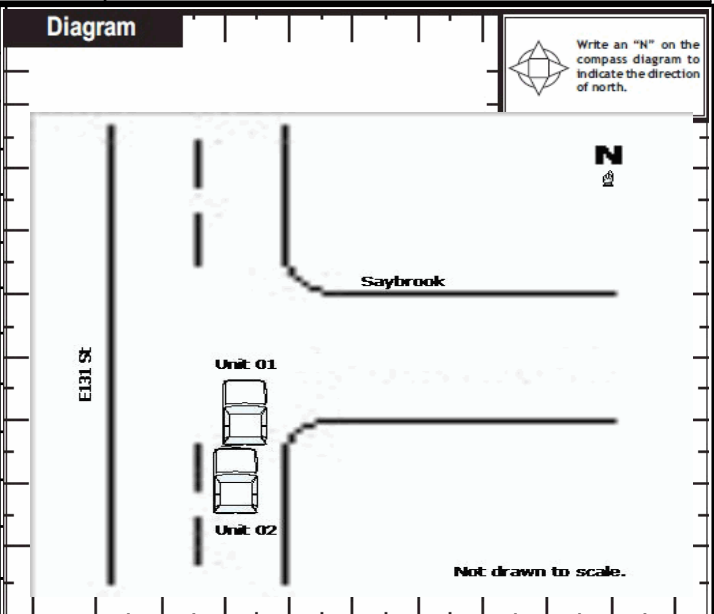 Diagram
Write an “N” on the
compass diagram to
indicate the direction
of north.
N
Saybrook
E131 St
Unit 01
Unit 02
Not drawn to scale.